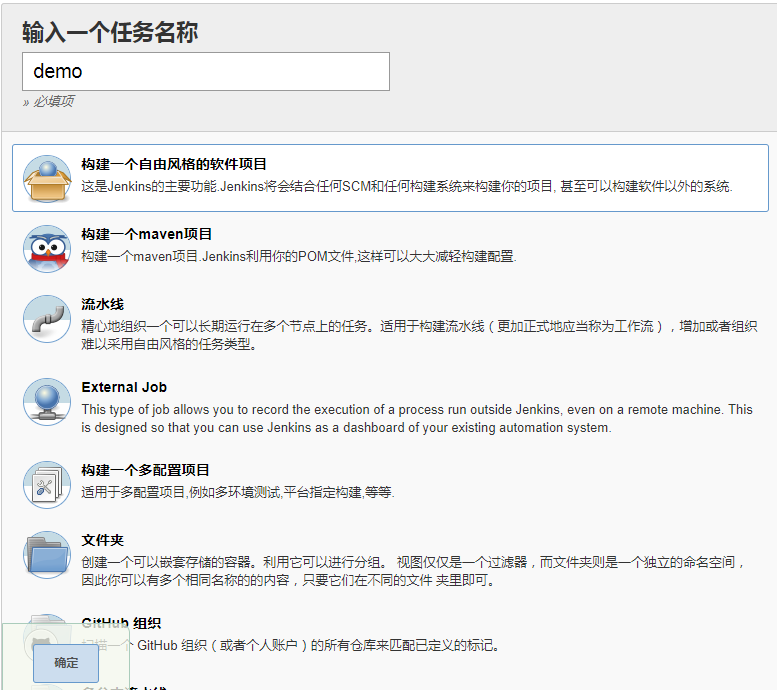 输入一个任务名称
demo
» 必填项
构建一个自由风格的软件项目
这是Jenkins的主要功能.Jenkins将会结合任何SCM和任何构建系统来构建你的项目, 甚至可以构建软件以外的系统.
构建一个maven项目
构建一个maven项目.Jenkins利用你的POM文件,这样可以大大减轻构建配置.
流水线
精心地组织一个可以长期运行在多个节点上的任务。适用于构建流水线（更加正式地应当称为工作流），增加或者组织
难以采用自由风格的任务类型。
External Job
This type of job allows you to record the execution of a process run outside Jenkins, even on a remote machine. This
is designed so that you can use Jenkins as a dashboard of your existing automation system.
构建一个多配置项目
适用于多配置项目,例如多环境测试,平台指定构建,等等.
文件夹
创建一个可以嵌套存储的容器。利用它可以进行分组。 视图仅仅是一个过滤器，而文件夹则是一个独立的命名空间，
因此你可以有多个相同名称的的内容，只要它们在不同的文件 夹里即可。
GitHub 组织
扫描一个 GitHub 组织（或者个人账户）的所有仓库来匹配已定义的标记。
确定